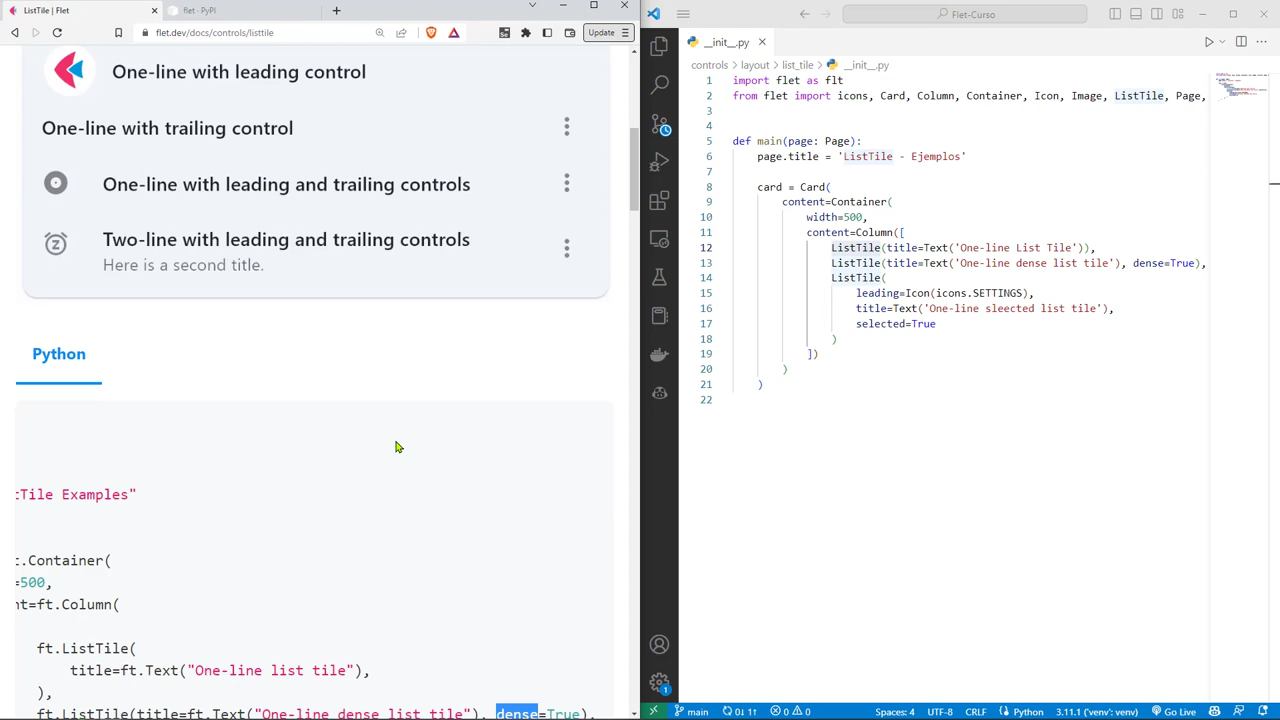 ListTile | Flet
flet · PyPI
flet.dev/docs/controls/listtile
Update
One-line with leading control
One-line with trailing control
One-line with leading and trailing controls
Two-line with leading and trailing controls
Here is a second title.
Python
tTile Examples"
t.Container(
=500,
nt=ft.Column(
ft.ListTile(
title=ft.Text("One-line list tile"),
),
ft.ListTile(title=ft.Text("One-line dense list tile"), dense=True),
Flet-Curso
__init__.py
controls
layout
list_tile
__init__.py
1 import flet as flt
2 from flet import icons, Card, Column, Container, Icon, Image, ListTile, Page,
3
4
5 def main(page: Page):
6 page.title = 'ListTile - Ejemplos'
7
8 card = Card(
9 content=Container(
10 width=500,
11 content=Column([
12 ListTile(title=Text('One-line List Tile')),
13 ListTile(title=Text('One-line dense list tile'), dense=True),
14 ListTile(
15 leading=Icon(icons.SETTINGS),
16 title=Text('One-line sleected list tile'),
17 selected=True
18 )
19 ])
20 )
21 )
22
1
main
0↓ 1↑
0
0
Spaces: 4
UTF-8
CRLF
Python
3.11.1 ('venv': venv)
Go Live